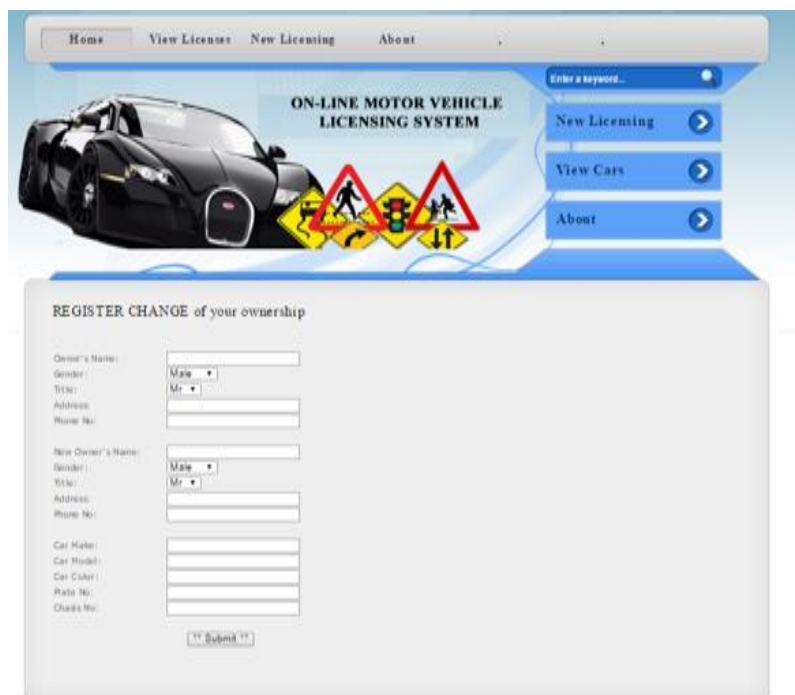 Home View Licenses New Licensing About , .
Enter a keyword...
ON-LINE MOTOR VEHICLE
LICENSING SYSTEM
New Licensing
View Cars
About
REGISTER CHANGE of your ownership
Owner's Name:
Gender: Male
Title: Mr
Address:
Phone No:
New Owner's Name:
Gender: Male
Title: Mr
Address:
Phone No:
Car Make:
Car Model:
Car Color:
Plate No:
Chasis No:
** Submit **